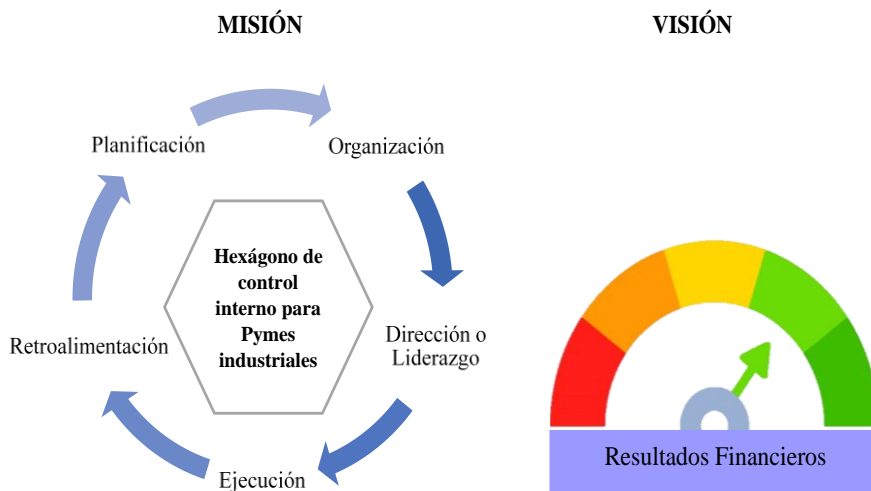 MISIÓN
VISIÓN
Planificación
Organización
Hexágono de
control
interno para
Pymes
industriales
Retroalimentación
Dirección o
Liderazgo
Ejecución
Resultados Financieros